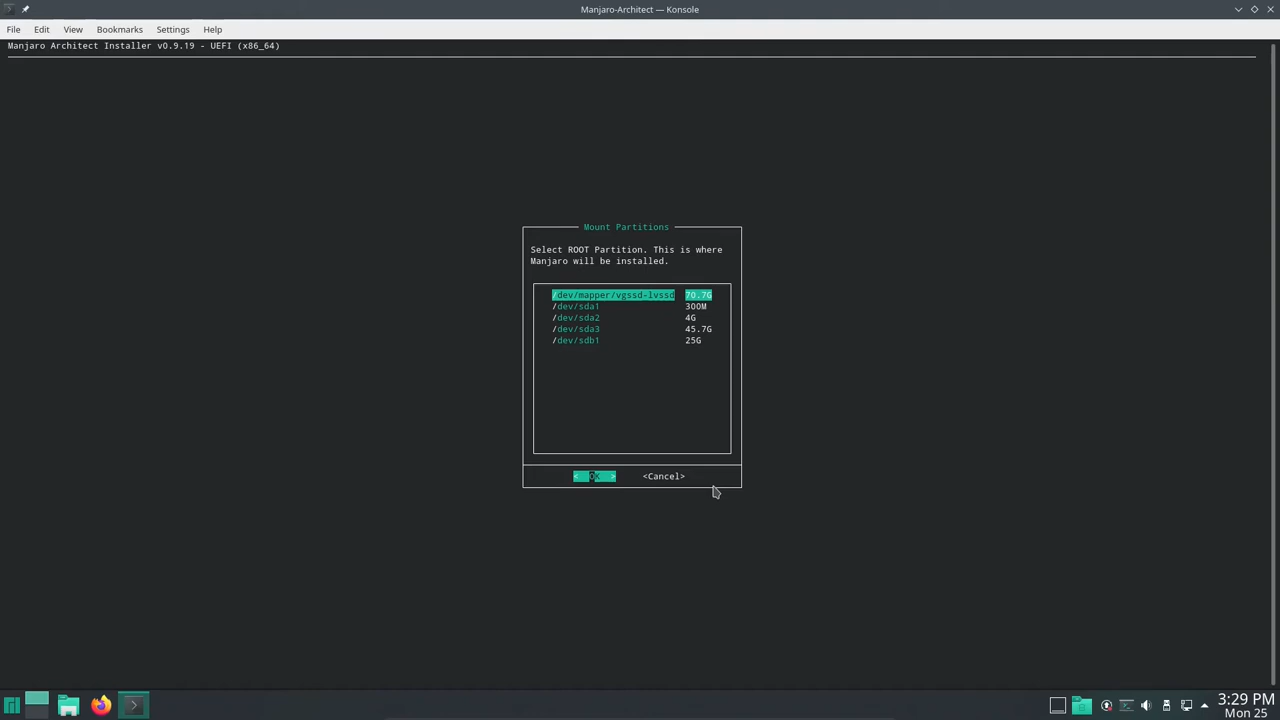 Manjaro-Architect — Konsole
File Edit View Bookmarks Settings Help
Manjaro Architect Installer v0.9.19 - UEFI (x86_64)
Mount Partitions
Select ROOT Partition. This is where
Manjaro will be installed.
/dev/mapper/vgssd-lvssd 70.7G
/dev/sda1 300M
/dev/sda2 4G
/dev/sda3 45.7G
/dev/sdb1 25G
< OK > <Cancel>
3:29 PM
Mon 25